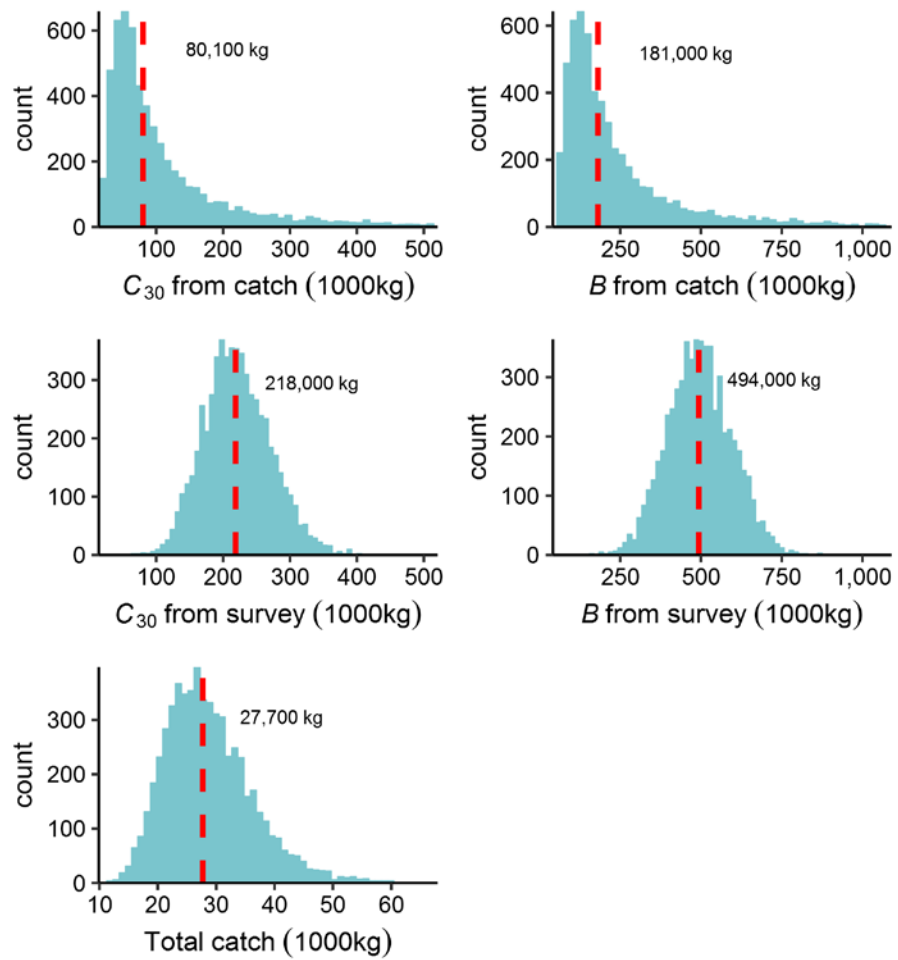 600
400
200
0
count
80,100 kg
100 200 300 400 500
C30 from catch (1000kg)
600
400
200
0
count
181,000 kg
250 500 750 1,000
B from catch (1000kg)
300
200
100
0
count
218,000 kg
100 200 300 400 500
C30 from survey (1000kg)
300
200
100
0
count
494,000 kg
250 500 750 1,000
B from survey (1000kg)
300
200
100
0
count
27,700 kg
10 20 30 40 50 60
Total catch (1000kg)